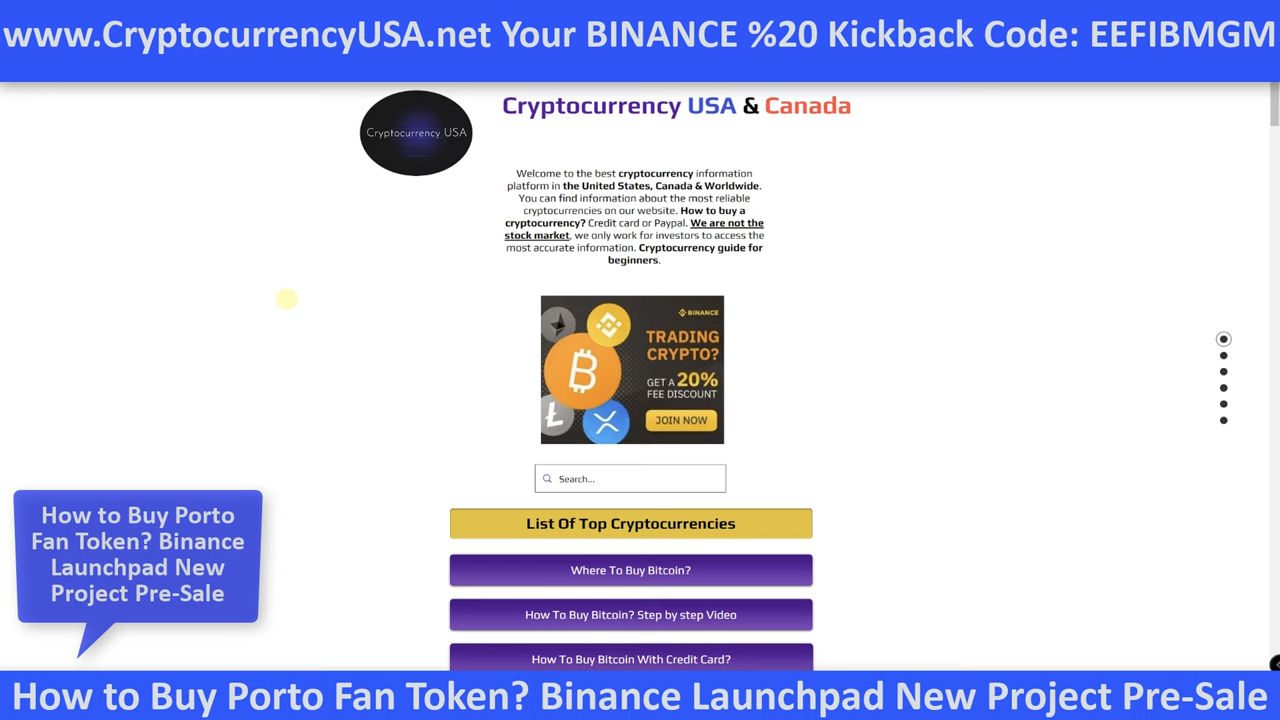 www.CryptocurrencyUSA.net Your BINANCE %20 Kickback Code: EEFIBMGM
Cryptocurrency USA
Cryptocurrency USA & Canada
Welcome to the best cryptocurrency information
platform in the United States, Canada & Worldwide.
You can find information about the most reliable
cryptocurrencies on our website. How to buy a
cryptocurrency? Credit card or Paypal. We are not the
stock market, we only work for investors to access the
most accurate information. Cryptocurrency guide for
beginners.
BINANCE
TRADING
CRYPTO?
GET A 20%
FEE DISCOUNT
JOIN NOW
Search...
List Of Top Cryptocurrencies
Where To Buy Bitcoin?
How To Buy Bitcoin? Step by step Video
How To Buy Bitcoin With Credit Card?
How to Buy Porto
Fan Token? Binance
Launchpad New
Project Pre-Sale
How to Buy Porto Fan Token? Binance Launchpad New Project Pre-Sale